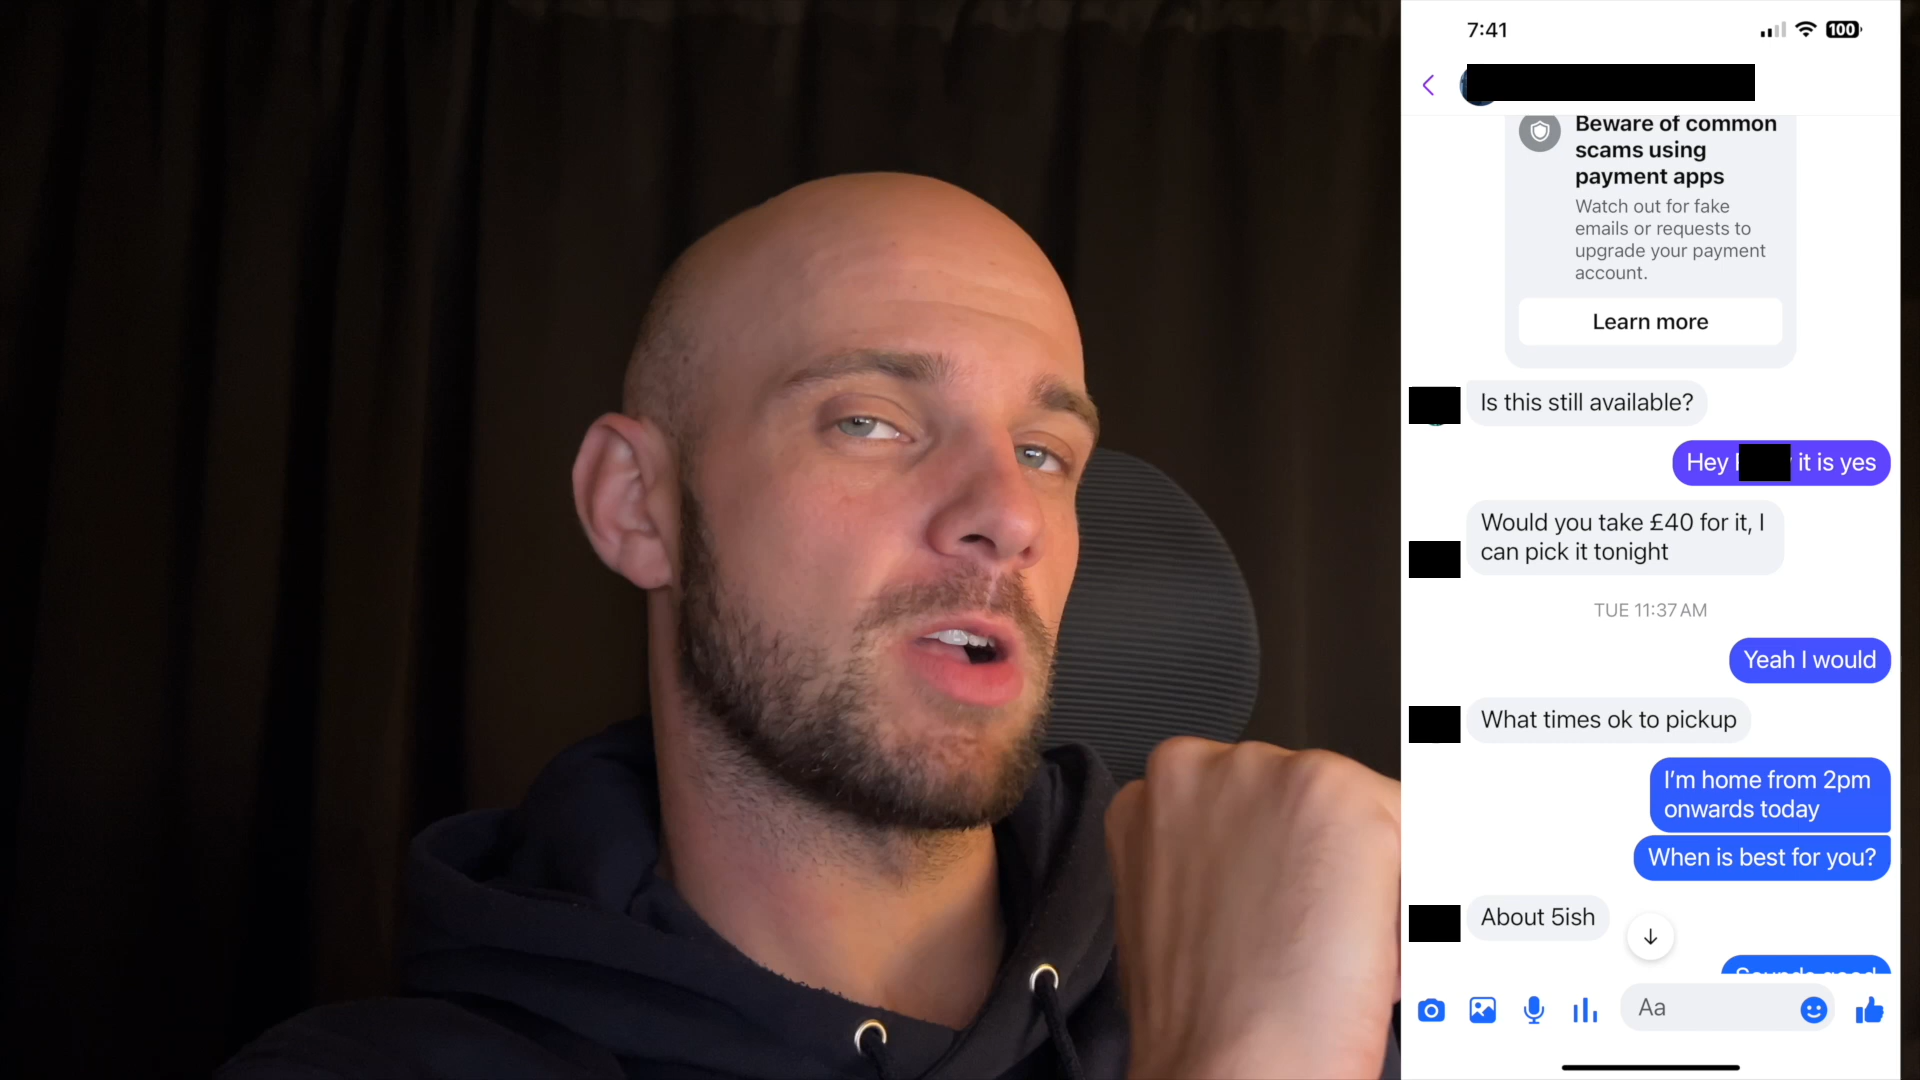 7:41
100
Beware of common
scams using
payment apps
Watch out for fake
emails or requests to
upgrade your payment
account.
Learn more
Is this still available?
Hey it is yes
Would you take £40 for it, I
can pick it tonight
TUE 11:37 AM
Yeah I would
What times ok to pickup
I'm home from 2pm
onwards today
When is best for you?
About 5ish
Sounds good
Aa